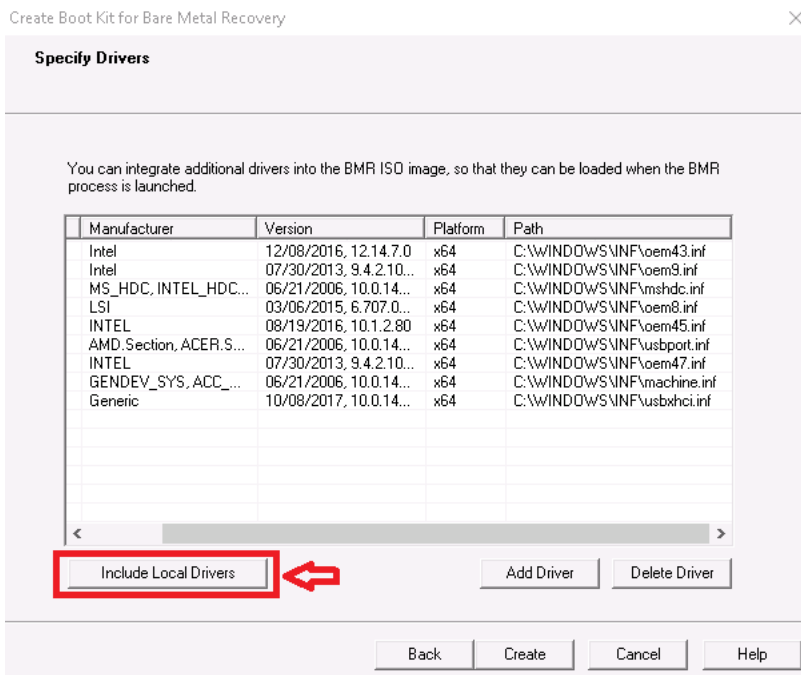 Create Boot Kit for Bare Metal Recovery
Specify Drivers
You can integrate additional drivers into the BMR ISO image, so that they can be loaded when the BMR
process is launched.
Manufacturer Version Platform Path
Intel 12/08/2016, 12.14.7.0 x64 C:\WINDOWS\INF\oem43.inf
Intel 07/30/2013, 9.4.2.10... x64 C:\WINDOWS\INF\oem9.inf
MS_HDC, INTEL_HDC... 06/21/2006, 10.0.14... x64 C:\WINDOWS\INF\mshdc.inf
LSI 03/06/2015, 6.707.0... x64 C:\WINDOWS\INF\oem8.inf
INTEL 08/19/2016, 10.1.2.80 x64 C:\WINDOWS\INF\oem45.inf
AMD.Section, ACER.S... 06/21/2006, 10.0.14... x64 C:\WINDOWS\INF\usbport.inf
INTEL 07/30/2013, 9.4.2.10... x64 C:\WINDOWS\INF\oem47.inf
GENDEV_SYS, ACC_... 06/21/2006, 10.0.14... x64 C:\WINDOWS\INF\machine.inf
Generic 10/08/2017, 10.0.14... x64 C:\WINDOWS\INF\usbxhci.inf
Include Local Drivers Add Driver Delete Driver
Back Create Cancel Help